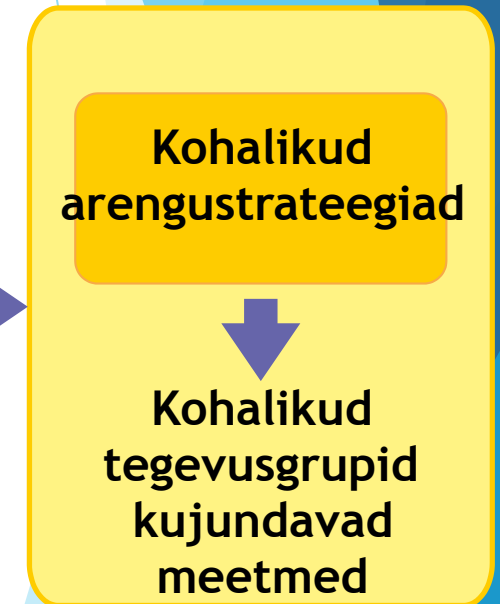 Kohalikud
arengustrateegiad
Kohalikud
tegevusgrupid
kujundavad
meetmed